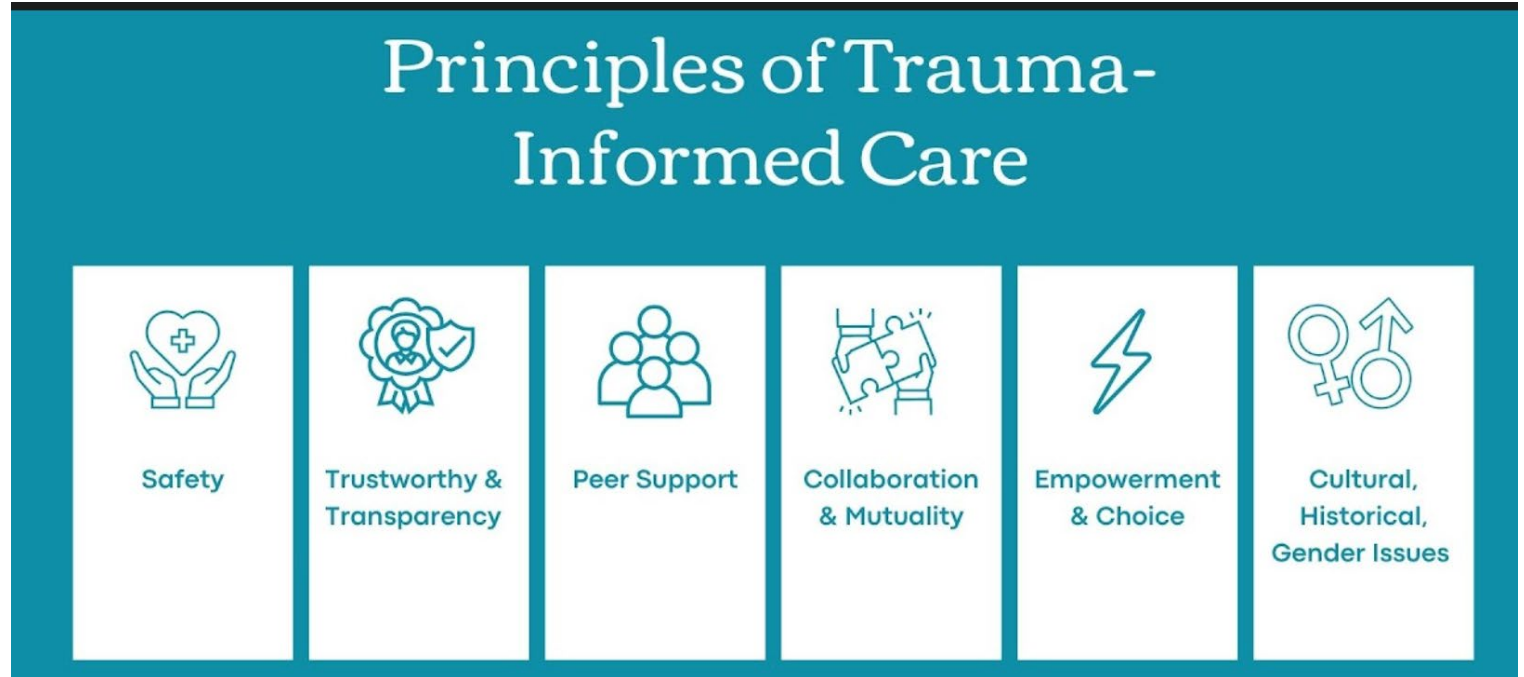 Principles of Trauma-
Informed Care
Safety
Trustworthy &
Transparency
Peer Support
Collaboration
& Mutuality
Empowerment
& Choice
Cultural,
Historical,
Gender Issues